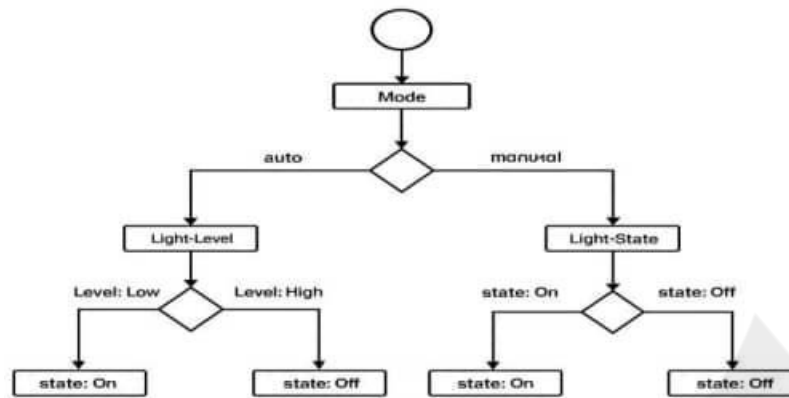 Mode
auto
manual
Light-Level
Light-State
Level: Low
Level: High
state: On
state: Off
state: On
state: Off
state: On
state: Off